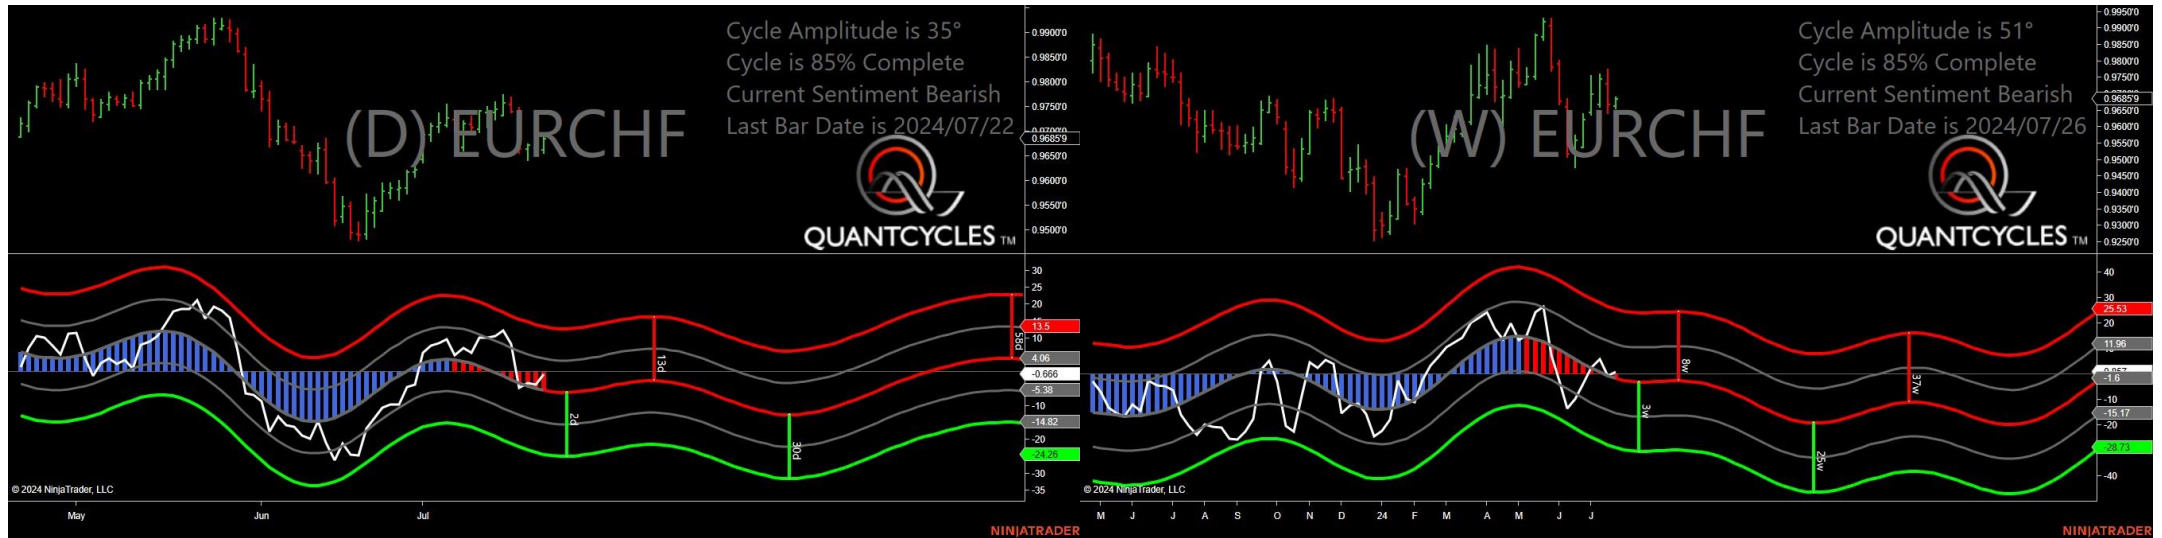 Cycle Amplitude is 35°
Cycle is 85% Complete
Current Sentiment Bearish
Last Bar Date is 2024/07/22
(D) EURCHF
QUANTCYCLES TM
0.9900'0
0.9850'0
0.9800'0
0.9750'0
0.9700'0
0.9685'9
0.9650'0
0.9600'0
0.9550'0
0.9500'0
30
25
20
13.5
10
4.06
-0.666
-5.38
-10
-14.82
-20
-24.26
-30
-35
2d
13d
30d
58d
© 2024 NinjaTrader, LLC
May Jun Jul
NINJATRADER
Cycle Amplitude is 51°
Cycle is 85% Complete
Current Sentiment Bearish
Last Bar Date is 2024/07/26
(W) EURCHF
QUANTCYCLES TM
0.9950'0
0.9900'0
0.9850'0
0.9800'0
0.9750'0
0.9685'9
0.9650'0
0.9600'0
0.9550'0
0.9500'0
0.9450'0
0.9400'0
0.9350'0
0.9300'0
0.9250'0
40
30
25.53
20
11.96
-1.6
-10
-15.17
-20
-28.73
-40
3w
8w
25w
37w
© 2024 NinjaTrader, LLC
M J J A S O N D 24 F M A M J J
NINJATRADER